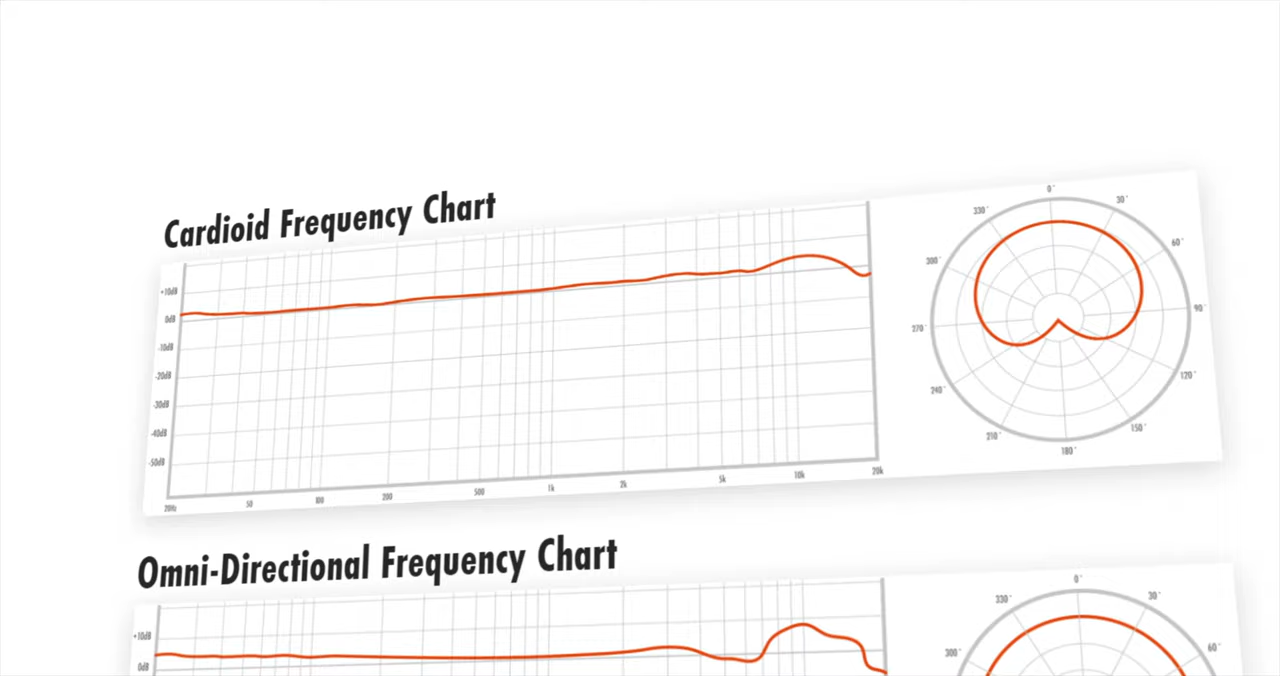 Cardioid Frequency Chart
+10dB
0dB
-10dB
-20dB
-30dB
-40dB
-50dB
20Hz 50 100 200 500 1k 2k 5k 10k 20k
0°
30°
60°
90°
120°
150°
180°
210°
240°
270°
300°
330°
Omni-Directional Frequency Chart
+10dB
0dB
0°
30°
60°
300°
330°